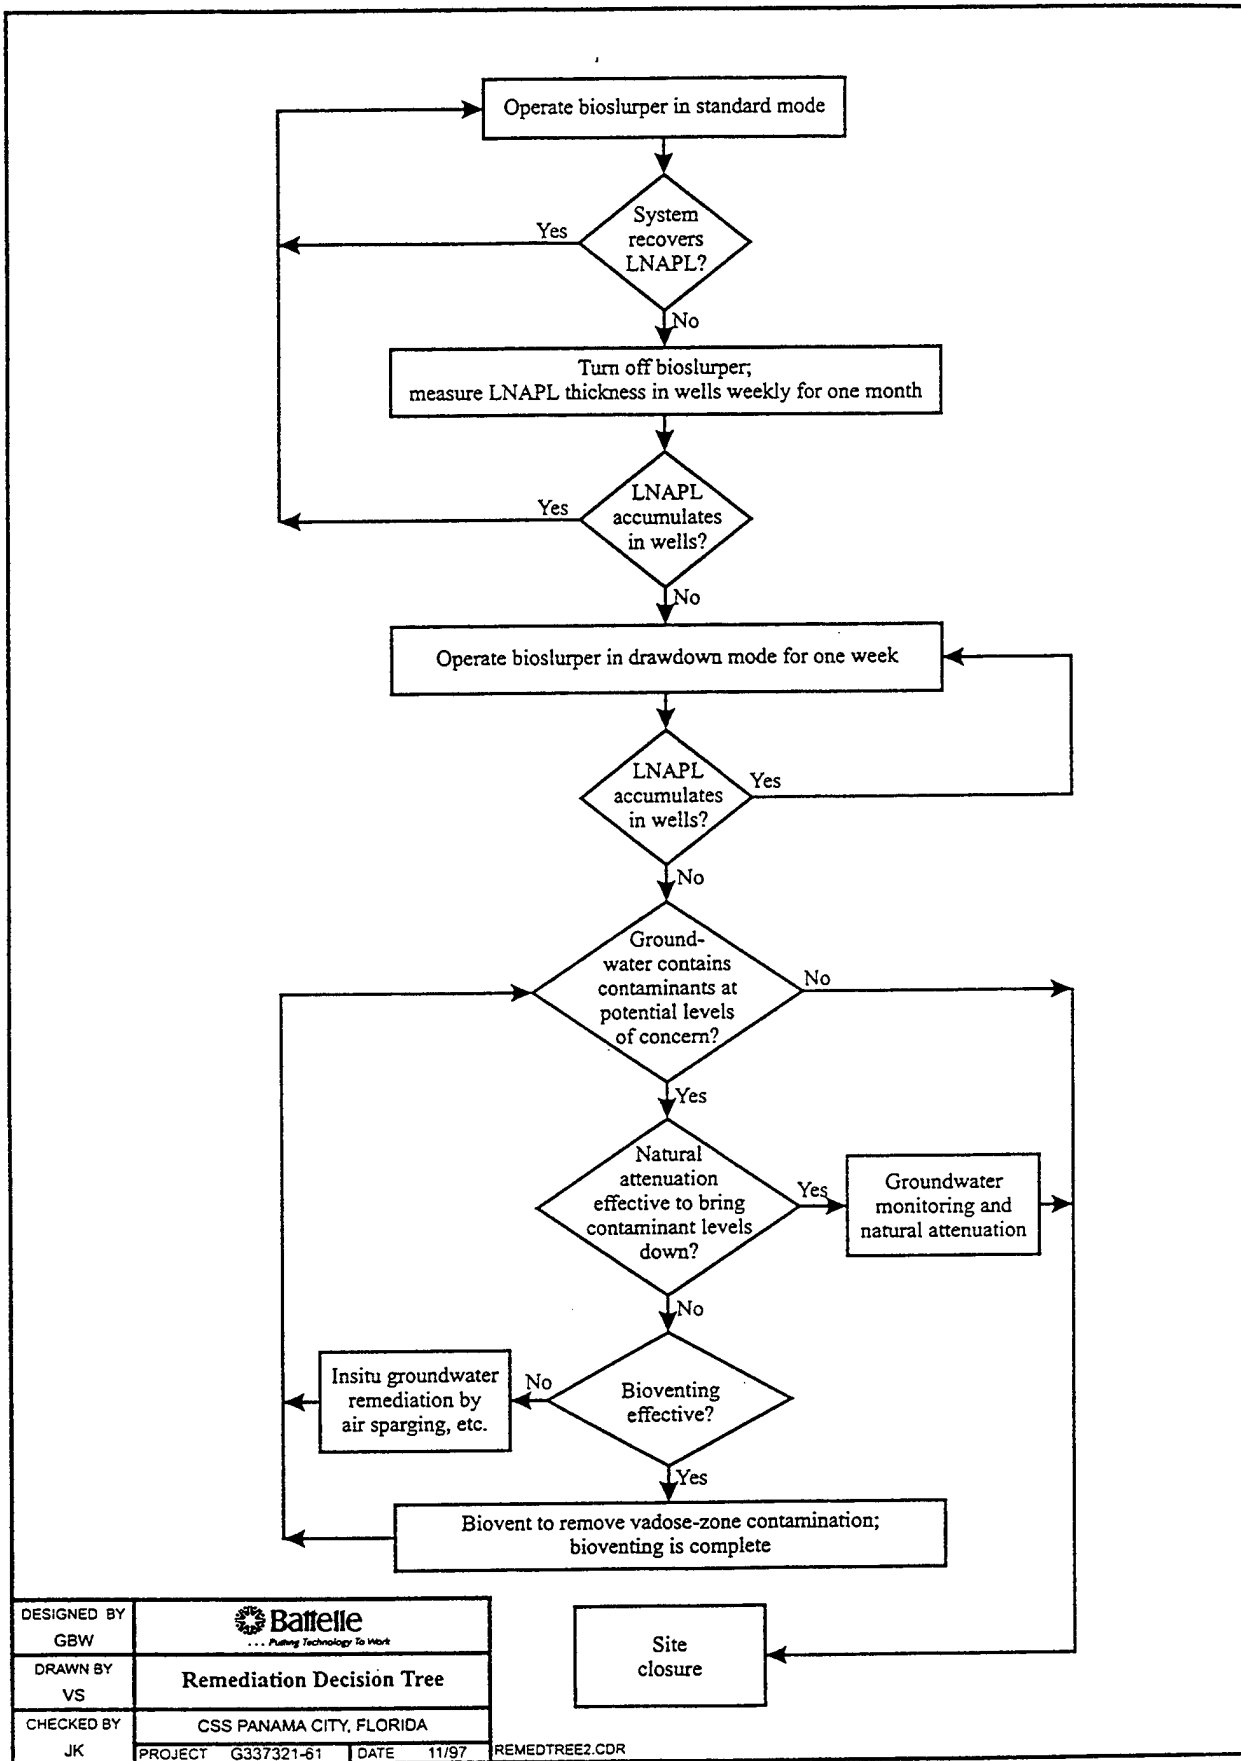 Operate bioslurper in standard mode
System
recovers
LNAPL?
Yes
No
Turn off bioslurper;
measure LNAPL thickness in wells weekly for one month
LNAPL
accumulates
in wells?
Yes
No
Operate bioslurper in drawdown mode for one week
LNAPL
accumulates
in wells?
Yes
No
Ground-
water contains
contaminants at
potential levels
of concern?
No
Yes
Natural
attenuation
effective to bring
contaminant levels
down?
Yes
Groundwater
monitoring and
natural attenuation
No
Bioventing
effective?
No
Insitu groundwater
remediation by
air sparging, etc.
Yes
Biovent to remove vadose-zone contamination;
bioventing is complete
Site
closure
DESIGNED BY
GBW
Battelle
. . . Putting Technology To Work
DRAWN BY
VS
Remediation Decision Tree
CHECKED BY
JK
CSS PANAMA CITY, FLORIDA
PROJECT G337321-61 DATE 11/97
REMEDTREE2.CDR